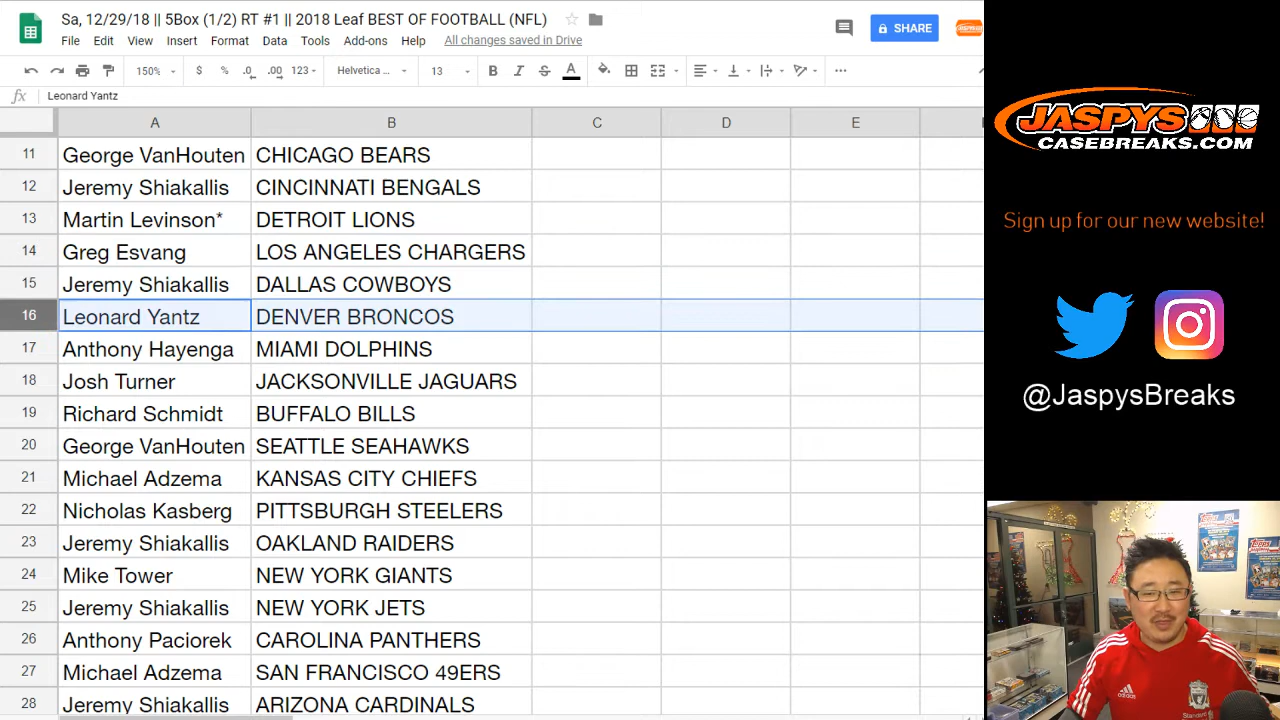 Sa, 12/29/18 || 5Box (1/2) RT #1 || 2018 Leaf BEST OF FOOTBALL (NFL)
File Edit View Insert Format Data Tools Add-ons Help All changes saved in Drive
SHARE
150% $ % .0 .00 123 Helvetica ... 13 B I S A
fx Leonard Yantz
A B C D E
11 George VanHouten CHICAGO BEARS
12 Jeremy Shiakallis CINCINNATI BENGALS
13 Martin Levinson* DETROIT LIONS
14 Greg Esvang LOS ANGELES CHARGERS
15 Jeremy Shiakallis DALLAS COWBOYS
16 Leonard Yantz DENVER BRONCOS
17 Anthony Hayenga MIAMI DOLPHINS
18 Josh Turner JACKSONVILLE JAGUARS
19 Richard Schmidt BUFFALO BILLS
20 George VanHouten SEATTLE SEAHAWKS
21 Michael Adzema KANSAS CITY CHIEFS
22 Nicholas Kasberg PITTSBURGH STEELERS
23 Jeremy Shiakallis OAKLAND RAIDERS
24 Mike Tower NEW YORK GIANTS
25 Jeremy Shiakallis NEW YORK JETS
26 Anthony Paciorek CAROLINA PANTHERS
27 Michael Adzema SAN FRANCISCO 49ERS
28 Jeremy Shiakallis ARIZONA CARDINALS
JASPYS
CASEBREAKS.COM
Sign up for our new website!
@JaspysBreaks
topps
topps
adidas
Standard